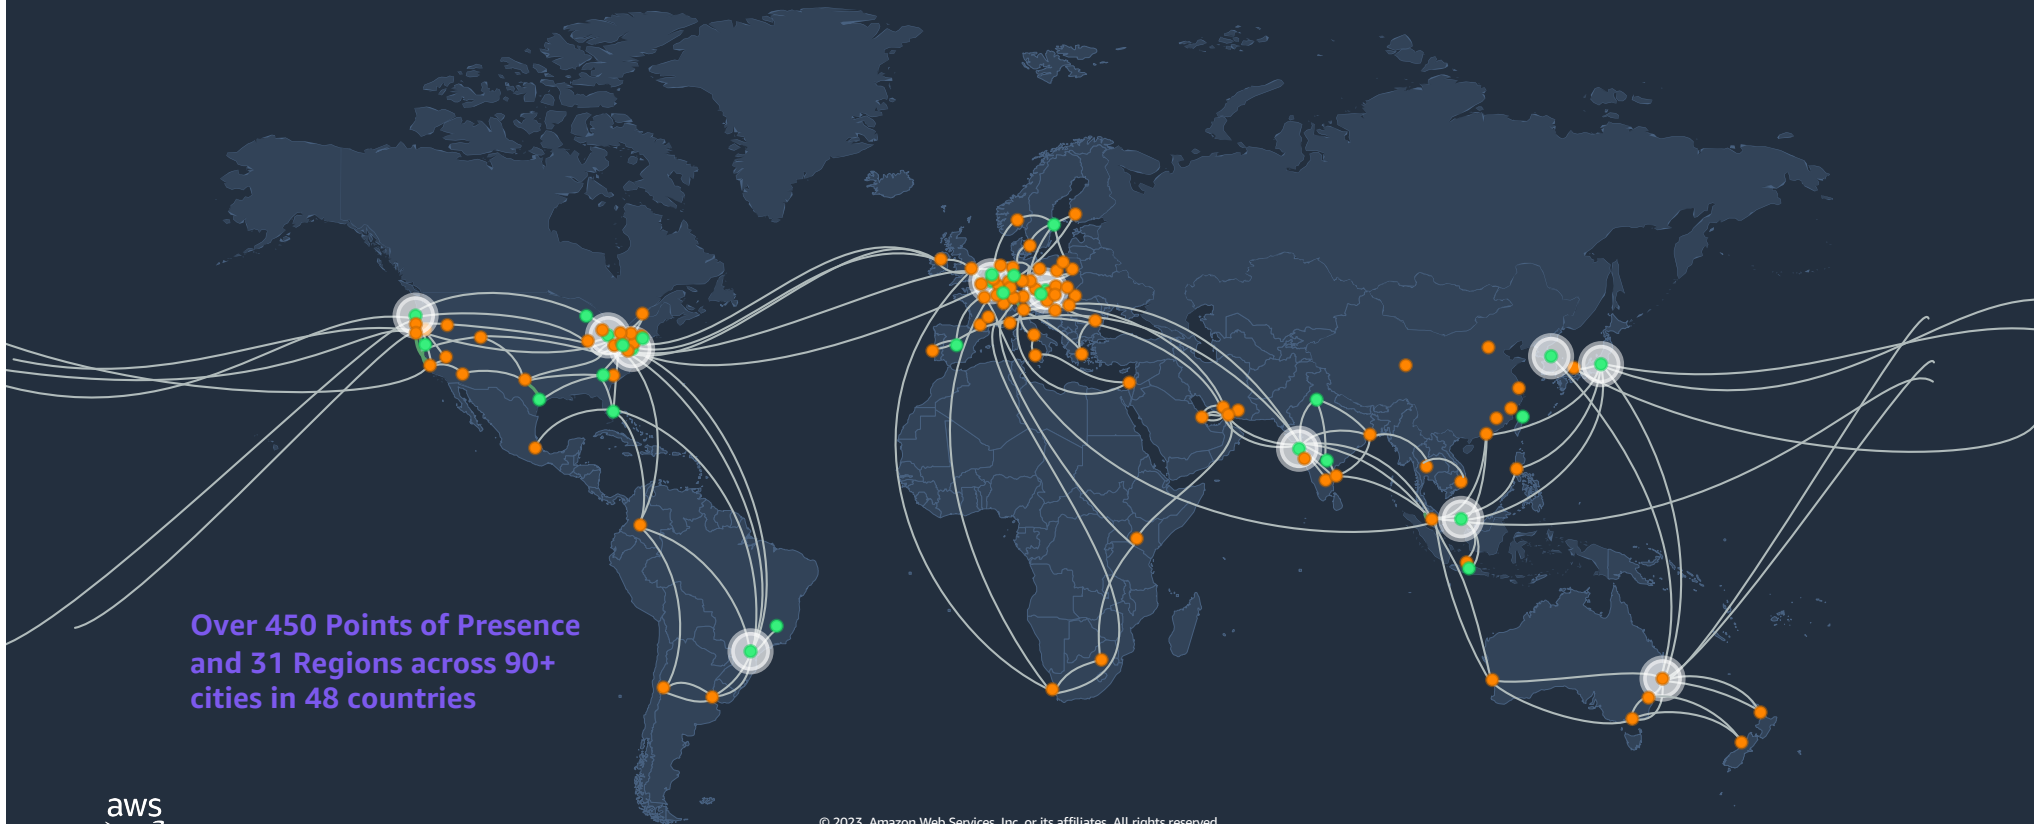 Over 450 Points of Presence
and 31 Regions across 90+
cities in 48 countries
aws
© 2023, Amazon Web Services, Inc. or its affiliates. All rights reserved.